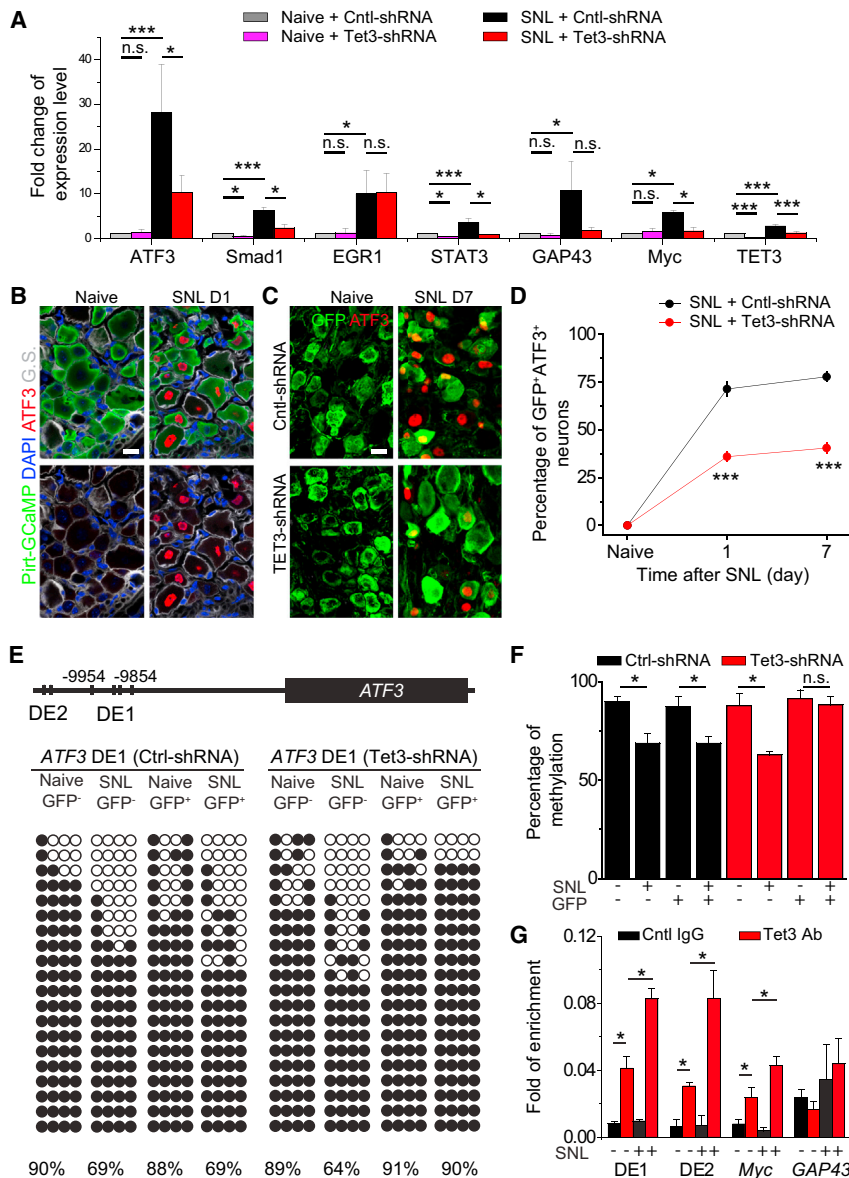 A
Naive + Cntl-shRNA
SNL + Cntl-shRNA
Naive + Tet3-shRNA
SNL + Tet3-shRNA
Fold change of
expression level
40
30
20
10
0
***
n.s.
*
***
*
*
*
n.s.
n.s.
***
*
*
*
n.s.
n.s.
*
n.s.
*
***
***
***
ATF3
Smad1
EGR1
STAT3
GAP43
Myc
TET3
B
Naive
SNL D1
Pirt-GCaMP DAPI ATF3 G.S.
C
Naive
SNL D7
GFP ATF3
Cntl-shRNA
TET3-shRNA
D
SNL + Cntl-shRNA
SNL + Tet3-shRNA
Percentage of GFP+ATF3+
neurons
100
75
50
25
0
***
***
Naive
1
7
Time after SNL (day)
E
-9954
-9854
ATF3
DE2
DE1
ATF3 DE1 (Ctrl-shRNA)
ATF3 DE1 (Tet3-shRNA)
Naive SNL Naive SNL Naive SNL Naive SNL
GFP- GFP- GFP+ GFP+ GFP- GFP- GFP+ GFP+
90% 69% 88% 69% 89% 64% 91% 90%
F
Ctrl-shRNA
Tet3-shRNA
Percentage of
methylation
100
75
50
0
*
*
*
n.s.
SNL - + - + - + - +
GFP - - + + - - + +
G
Cntl IgG
Tet3 Ab
Fold of enrichment
0.12
0.08
0.04
0.00
*
*
*
*
*
*
SNL - - + + - - + + - - + + - - + +
DE1
DE2
Myc
GAP43